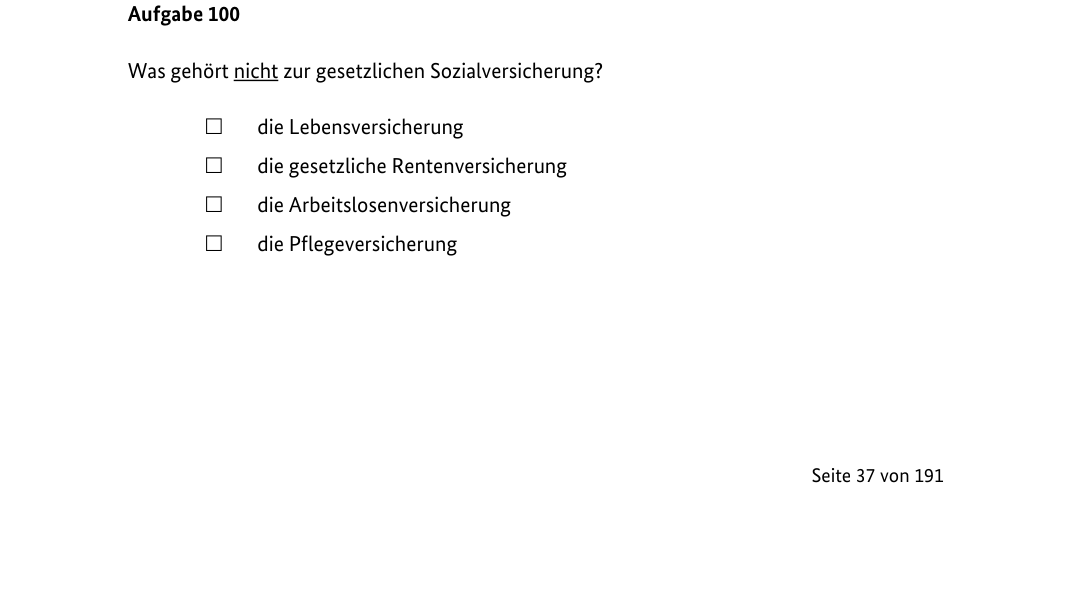 Aufgabe 100
Was gehört nicht zur gesetzlichen Sozialversicherung?
☐ die Lebensversicherung
☐ die gesetzliche Rentenversicherung
☐ die Arbeitslosenversicherung
☐ die Pflegeversicherung
Seite 37 von 191